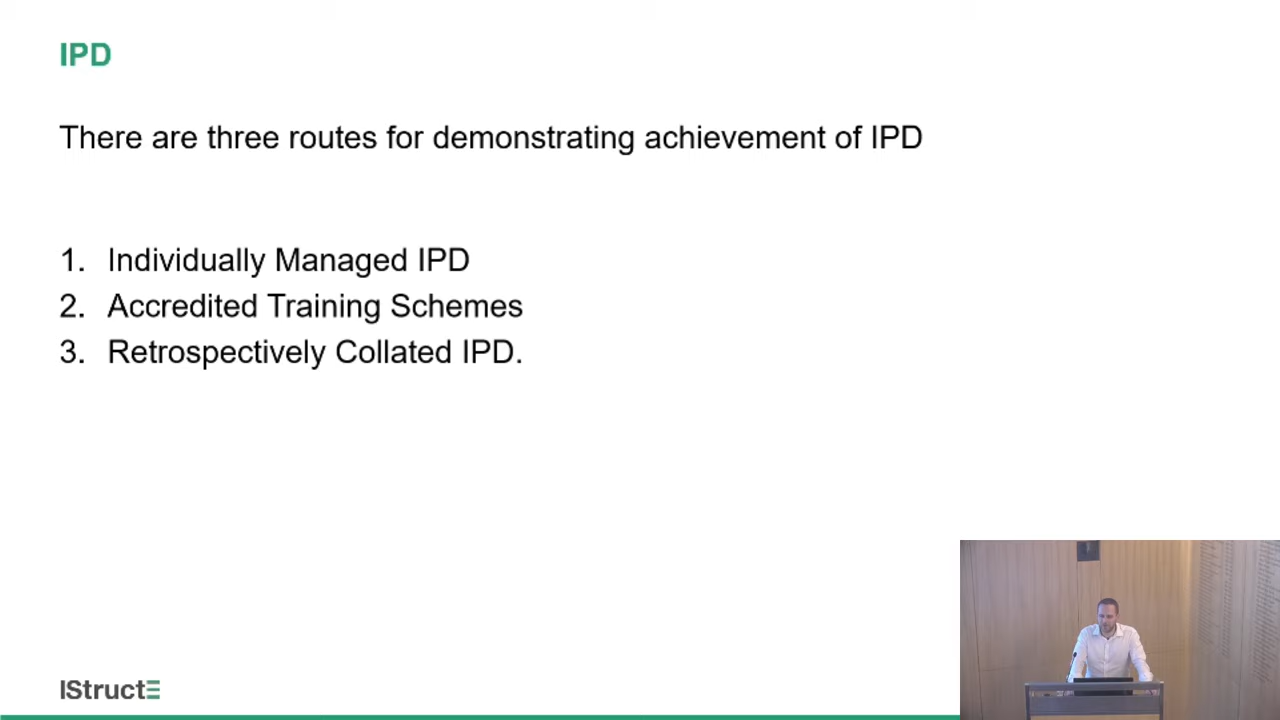 IPD
There are three routes for demonstrating achievement of IPD
1. Individually Managed IPD
2. Accredited Training Schemes
3. Retrospectively Collated IPD.
IStructE